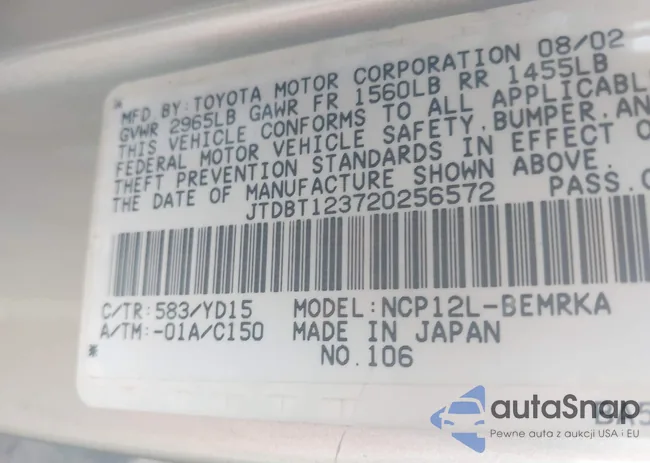 MFD.BY:TOYOTA MOTOR CORPORATION 08/02
GVWR 2965LB GAWR FR 1560LB RR 1455LB
THIS VEHICLE CONFORMS TO ALL APPLICABLE
FEDERAL MOTOR VEHICLE SAFETY,BUMPER,AN
THEFT PREVENTION STANDARDS IN EFFECT O
THE DATE OF MANUFACTURE SHOWN ABOVE.
JTDBT123720256572 PASS.C
C/TR:583/YD15 MODEL:NCP12L-BEMRKA
A/TM:-01A/C150 MADE IN JAPAN
NO.106
autoSnap
Pewne auta z aukcji USA i EU